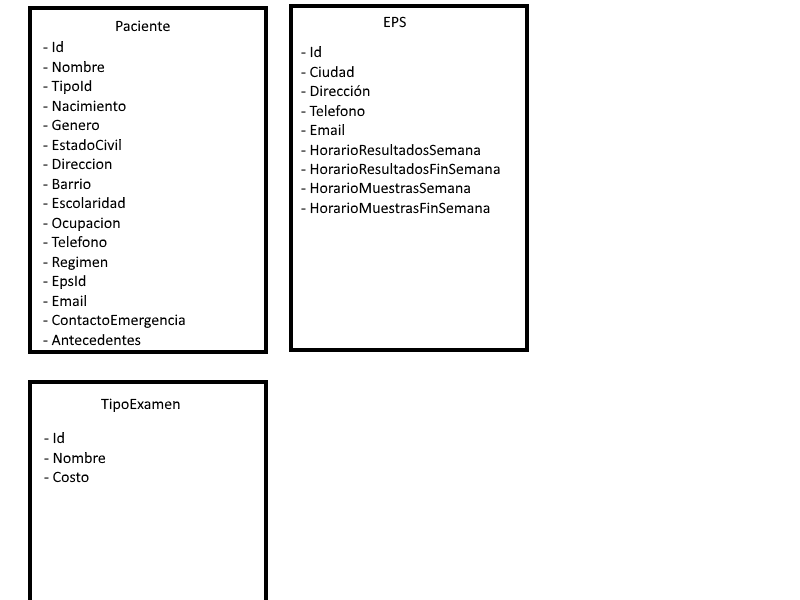 Paciente
- Id
- Nombre
- TipoId
- Nacimiento
- Genero
- EstadoCivil
- Direccion
- Barrio
- Escolaridad
- Ocupacion
- Telefono
- Regimen
- EpsId
- Email
- ContactoEmergencia
- Antecedentes
EPS
- Id
- Ciudad
- Dirección
- Telefono
- Email
- HorarioResultadosSemana
- HorarioResultadosFinSemana
- HorarioMuestrasSemana
- HorarioMuestrasFinSemana
TipoExamen
- Id
- Nombre
- Costo